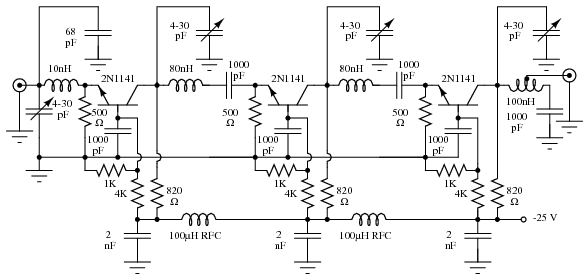 68
pF
4-30
pF
4-30
pF
4-30
pF
10nH
2N1141
80nH
1000
pF
2N1141
80nH
1000
pF
2N1141
4-30
pF
500
Ω
500
Ω
500
Ω
100nH
1000
pF
1000
pF
1000
pF
1000
pF
1K
4K
820
Ω
1K
4K
820
Ω
1K
4K
820
Ω
-25 V
2
nF
100μH RFC
2
nF
100μH RFC
2
nF